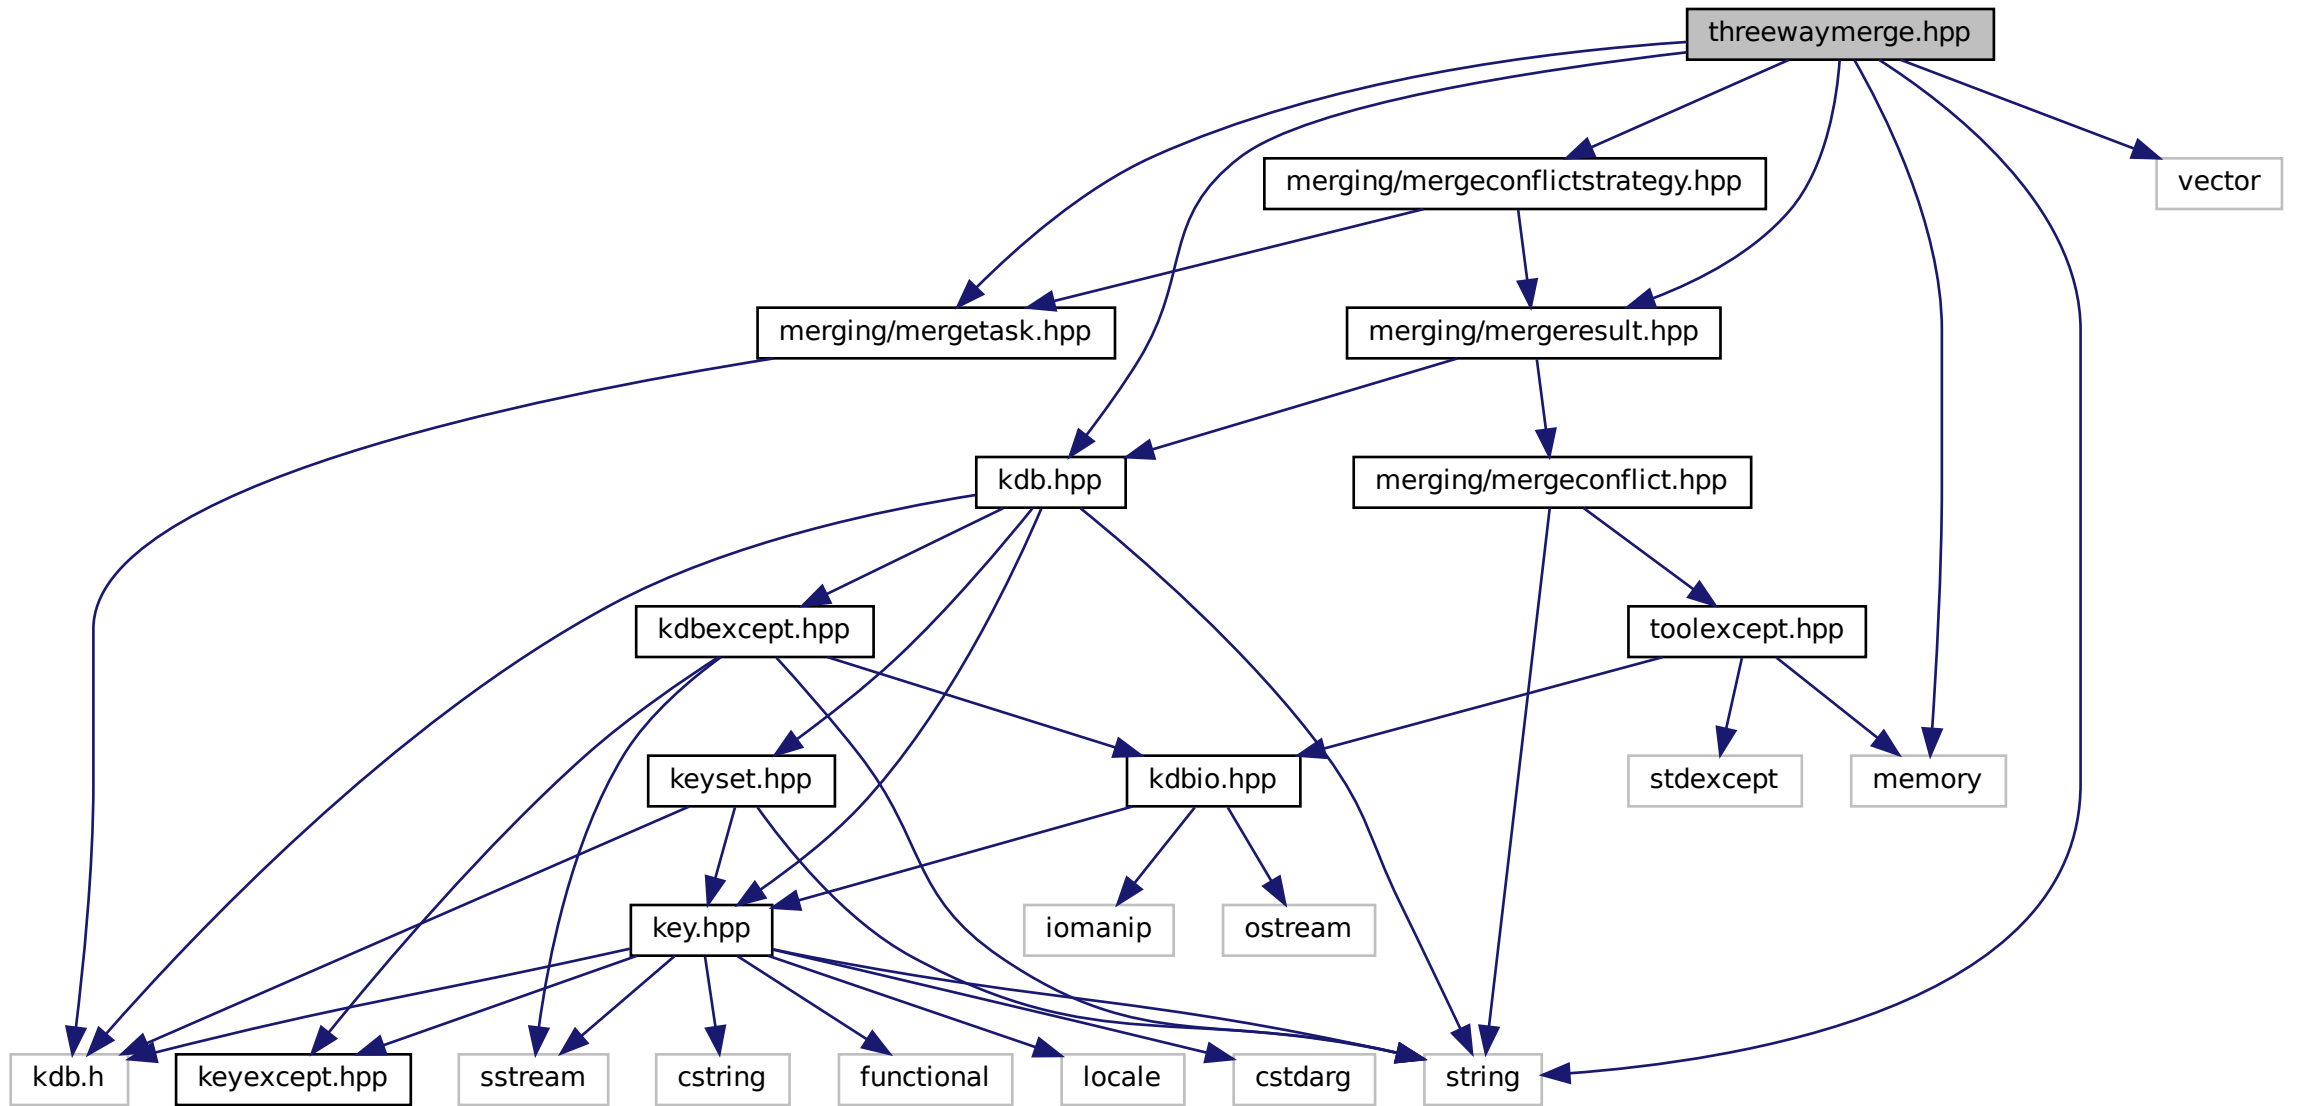 threewaymerge.hpp
merging/mergeconflictstrategy.hpp
vector
merging/mergetask.hpp
merging/mergeresult.hpp
kdb.hpp
merging/mergeconflict.hpp
kdbexcept.hpp
toolexcept.hpp
keyset.hpp
kdbio.hpp
stdexcept
memory
key.hpp
iomanip
ostream
kdb.h
keyexcept.hpp
sstream
cstring
functional
locale
cstdarg
string